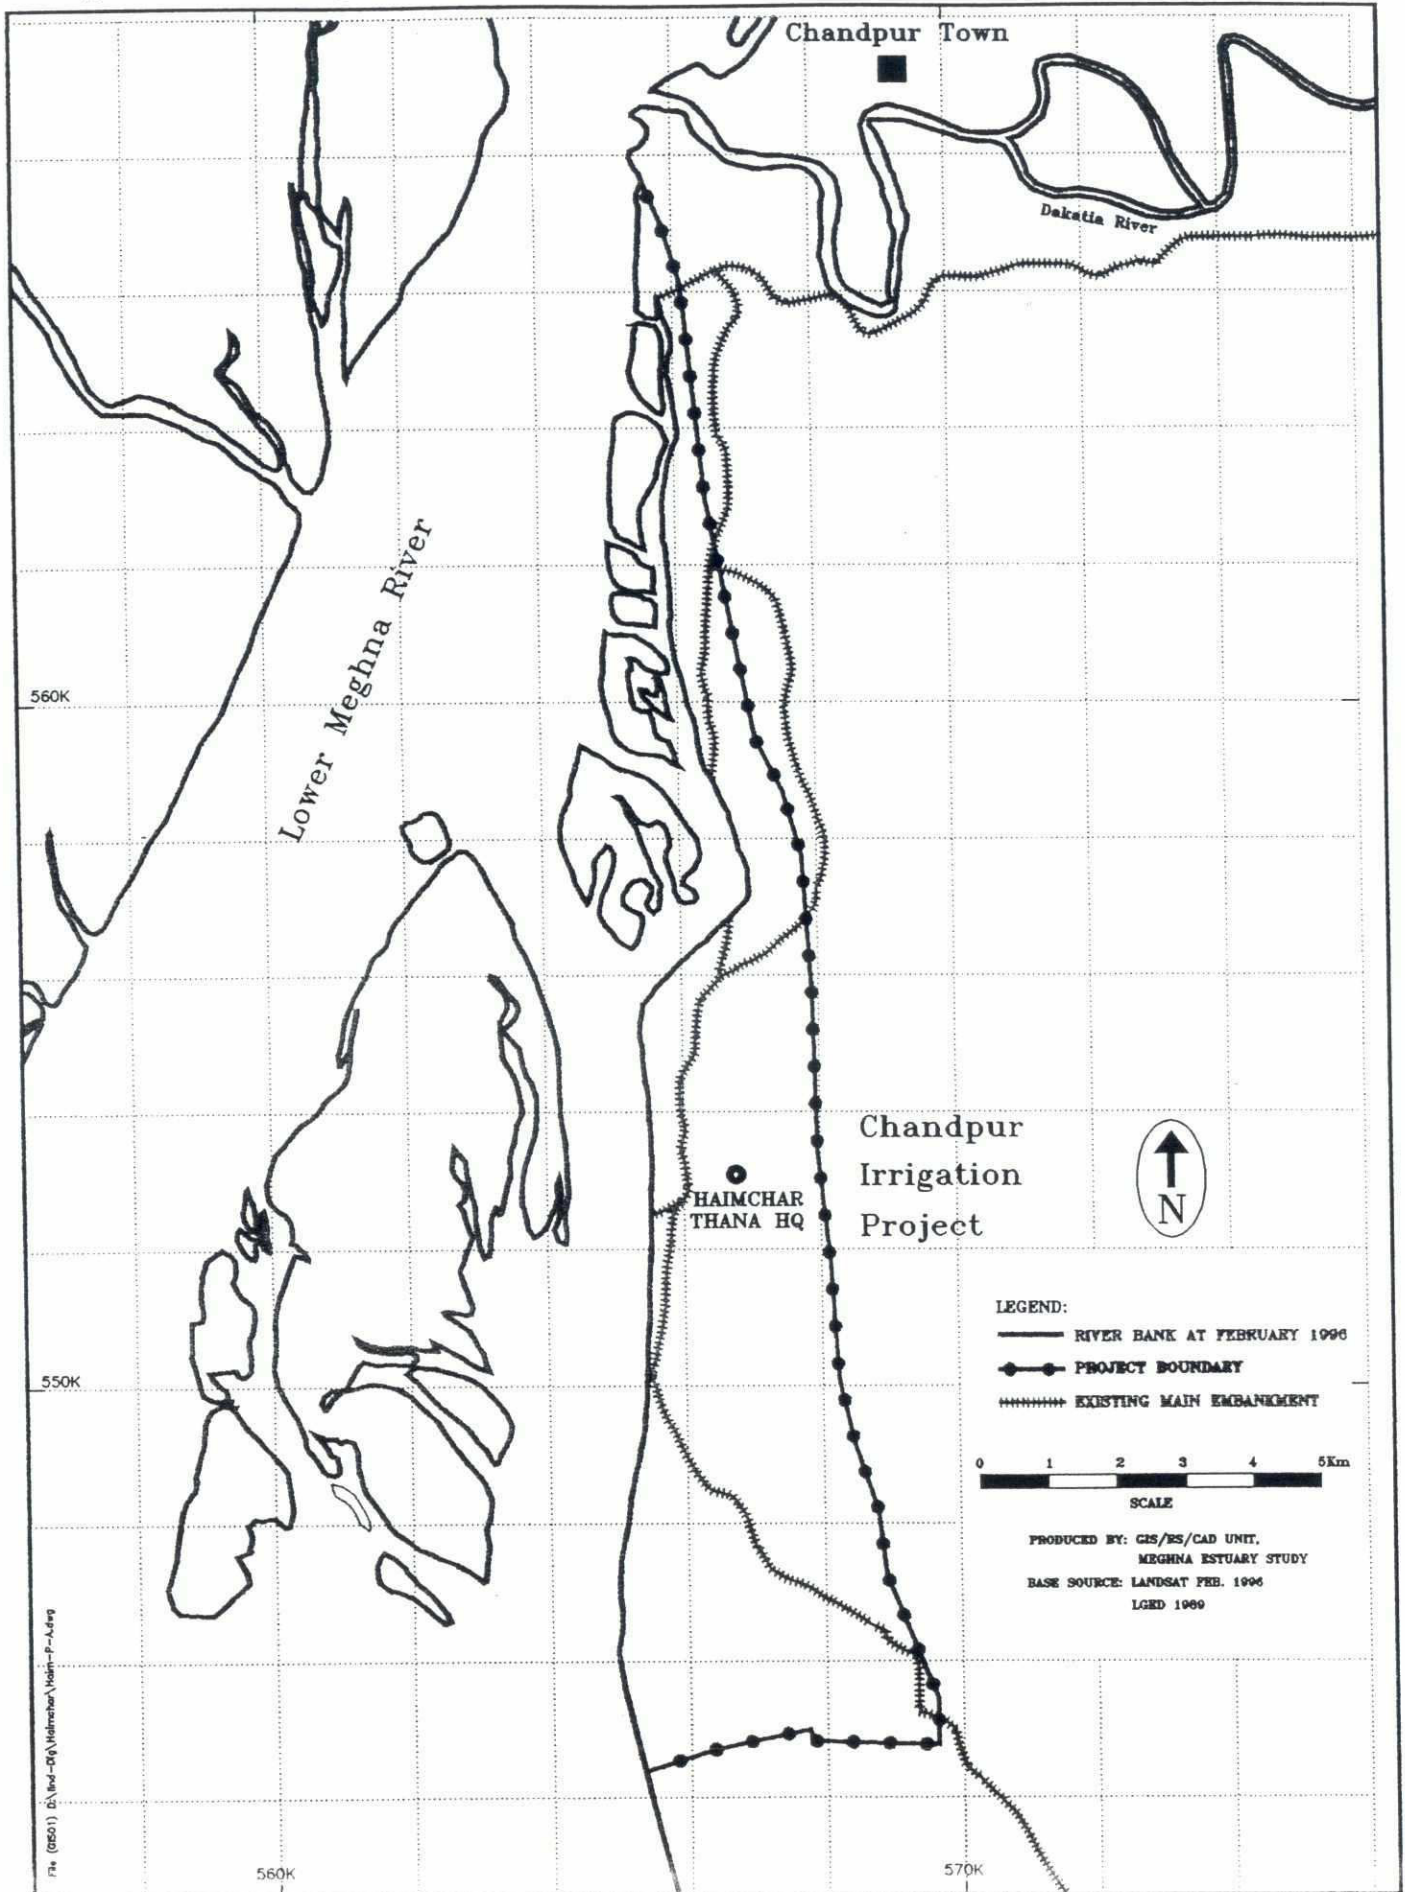 Chandpur Town
Dakatia River
Lower Meghna River
560K
Chandpur
Irrigation
Project
HAIMCHAR
THANA HQ
N
LEGEND:
RIVER BANK AT FEBRUARY 1996
PROJECT BOUNDARY
EXISTING MAIN EMBANKMENT
550K
0 1 2 3 4 5Km
SCALE
PRODUCED BY: GIS/RS/CAD UNIT,
MEGHNA ESTUARY STUDY
BASE SOURCE: LANDSAT FEB. 1996
LGED 1989
560K
570K